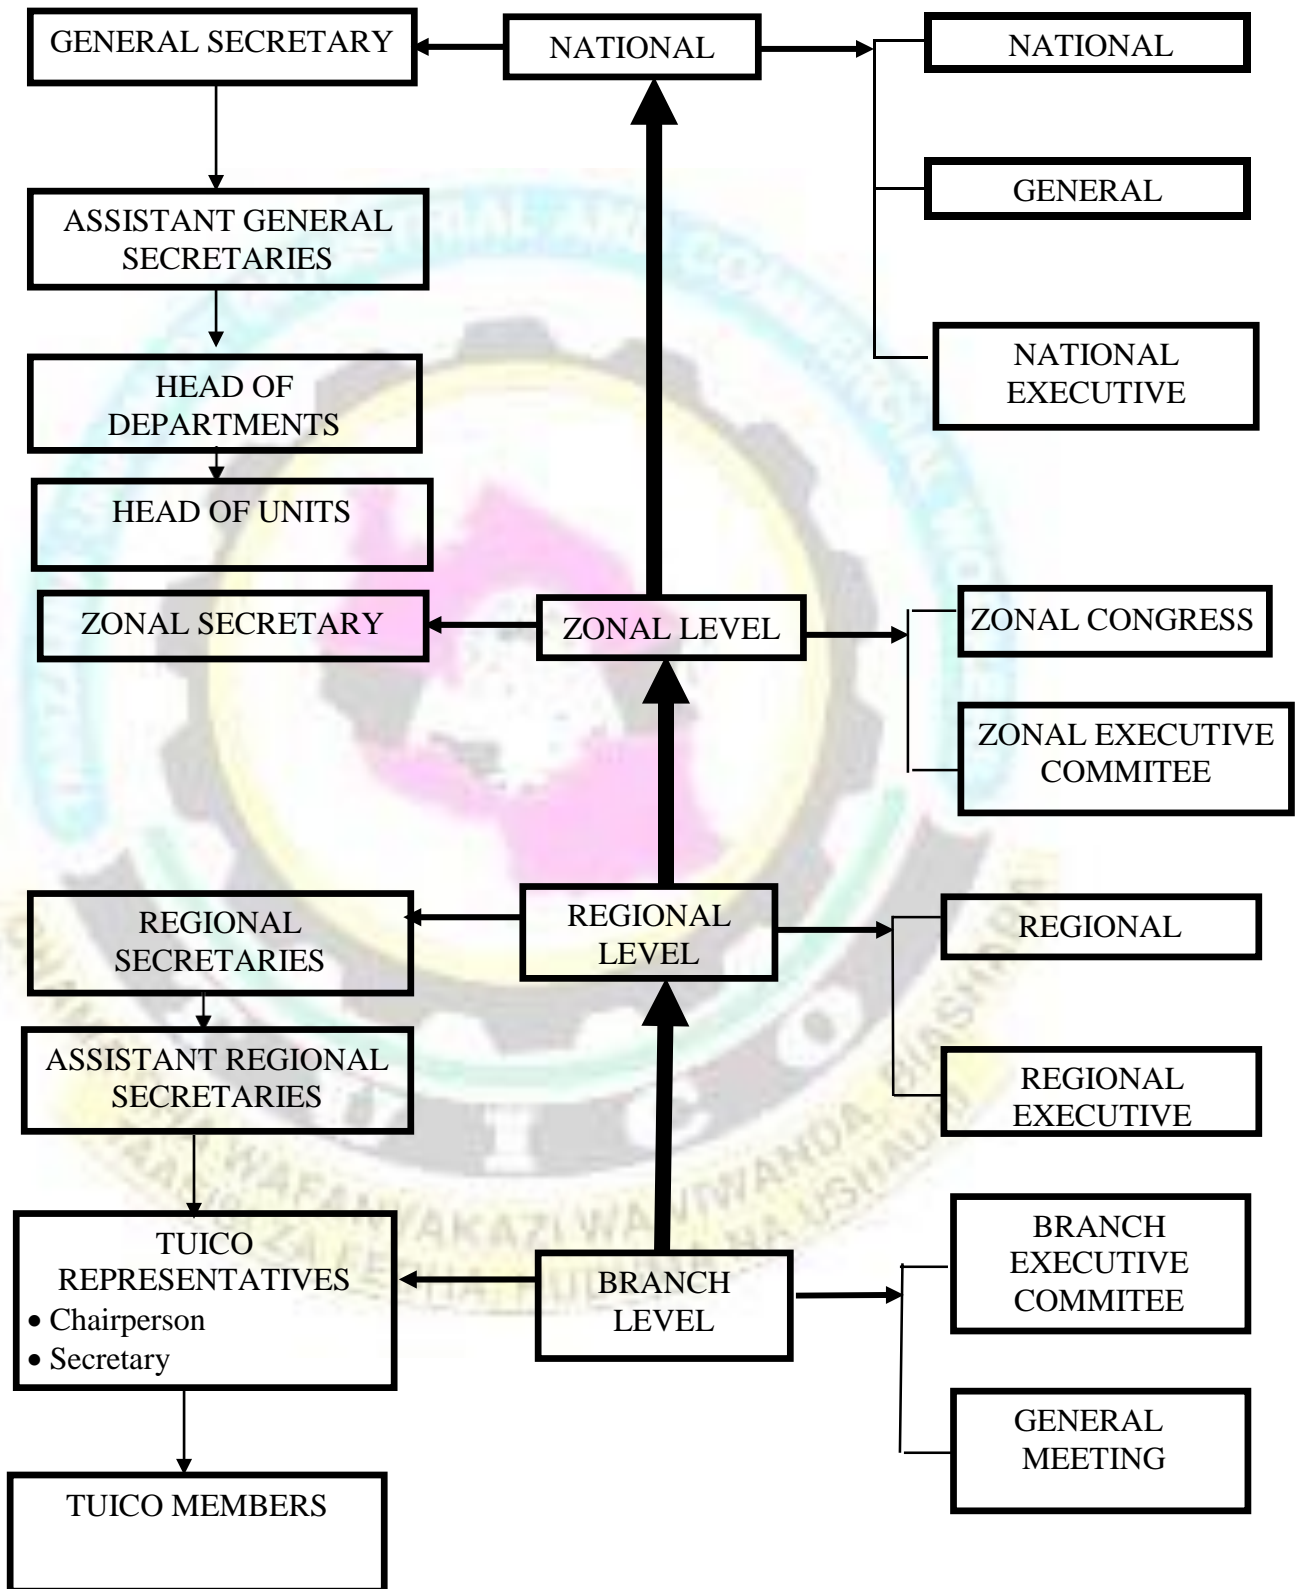 GENERAL SECRETARY
NATIONAL
NATIONAL
GENERAL
ASSISTANT GENERAL
SECRETARIES
NATIONAL
EXECUTIVE
HEAD OF
DEPARTMENTS
HEAD OF UNITS
ZONAL SECRETARY
ZONAL LEVEL
ZONAL CONGRESS
ZONAL EXECUTIVE
COMMITEE
REGIONAL
SECRETARIES
REGIONAL
LEVEL
REGIONAL
ASSISTANT REGIONAL
SECRETARIES
REGIONAL
EXECUTIVE
TUICO
REPRESENTATIVES
• Chairperson
• Secretary
BRANCH
LEVEL
BRANCH
EXECUTIVE
COMMITEE
GENERAL
MEETING
TUICO MEMBERS